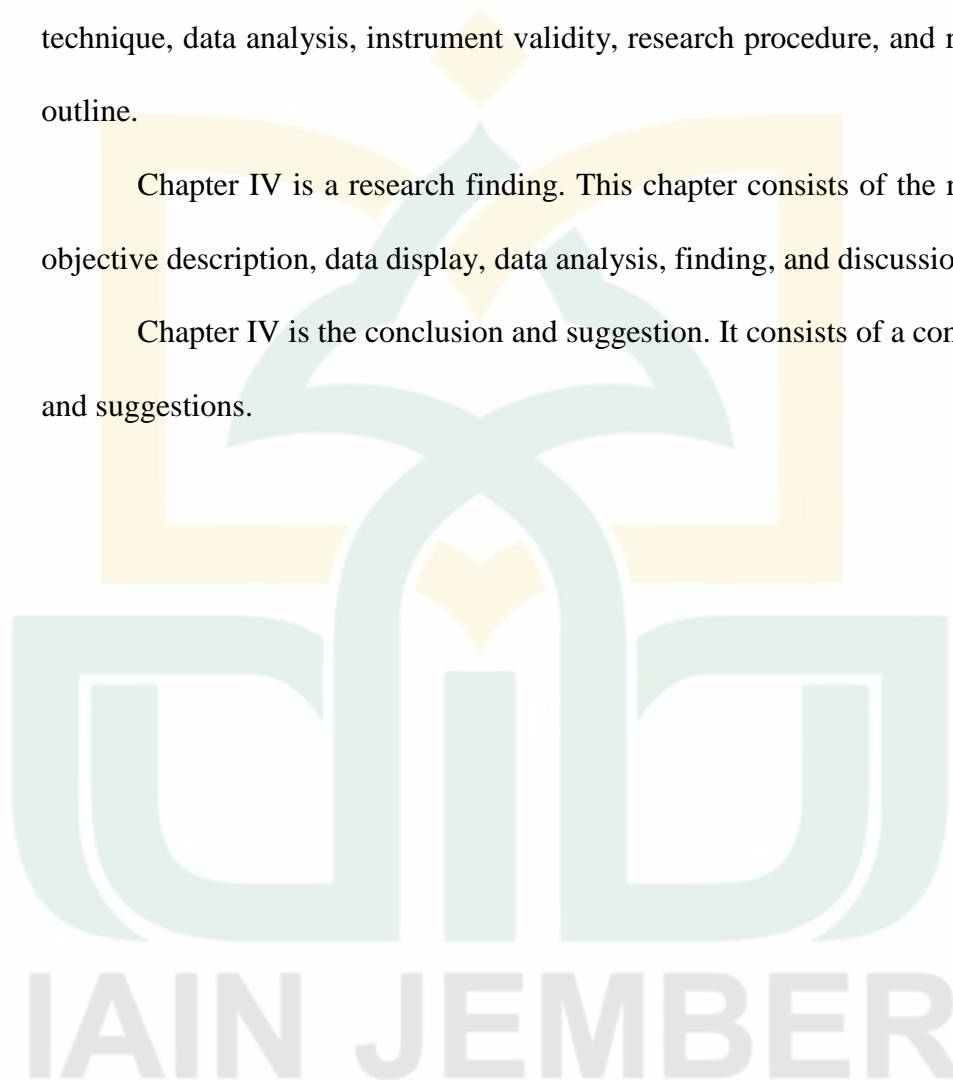 technique, data analysis, instrument validity, research procedure, and
outline.
Chapter IV is a research finding. This chapter consists of the
objective description, data display, data analysis, finding, and
Chapter IV is the conclusion and suggestion. It consists of a
and suggestions.
IAIN JEMBER